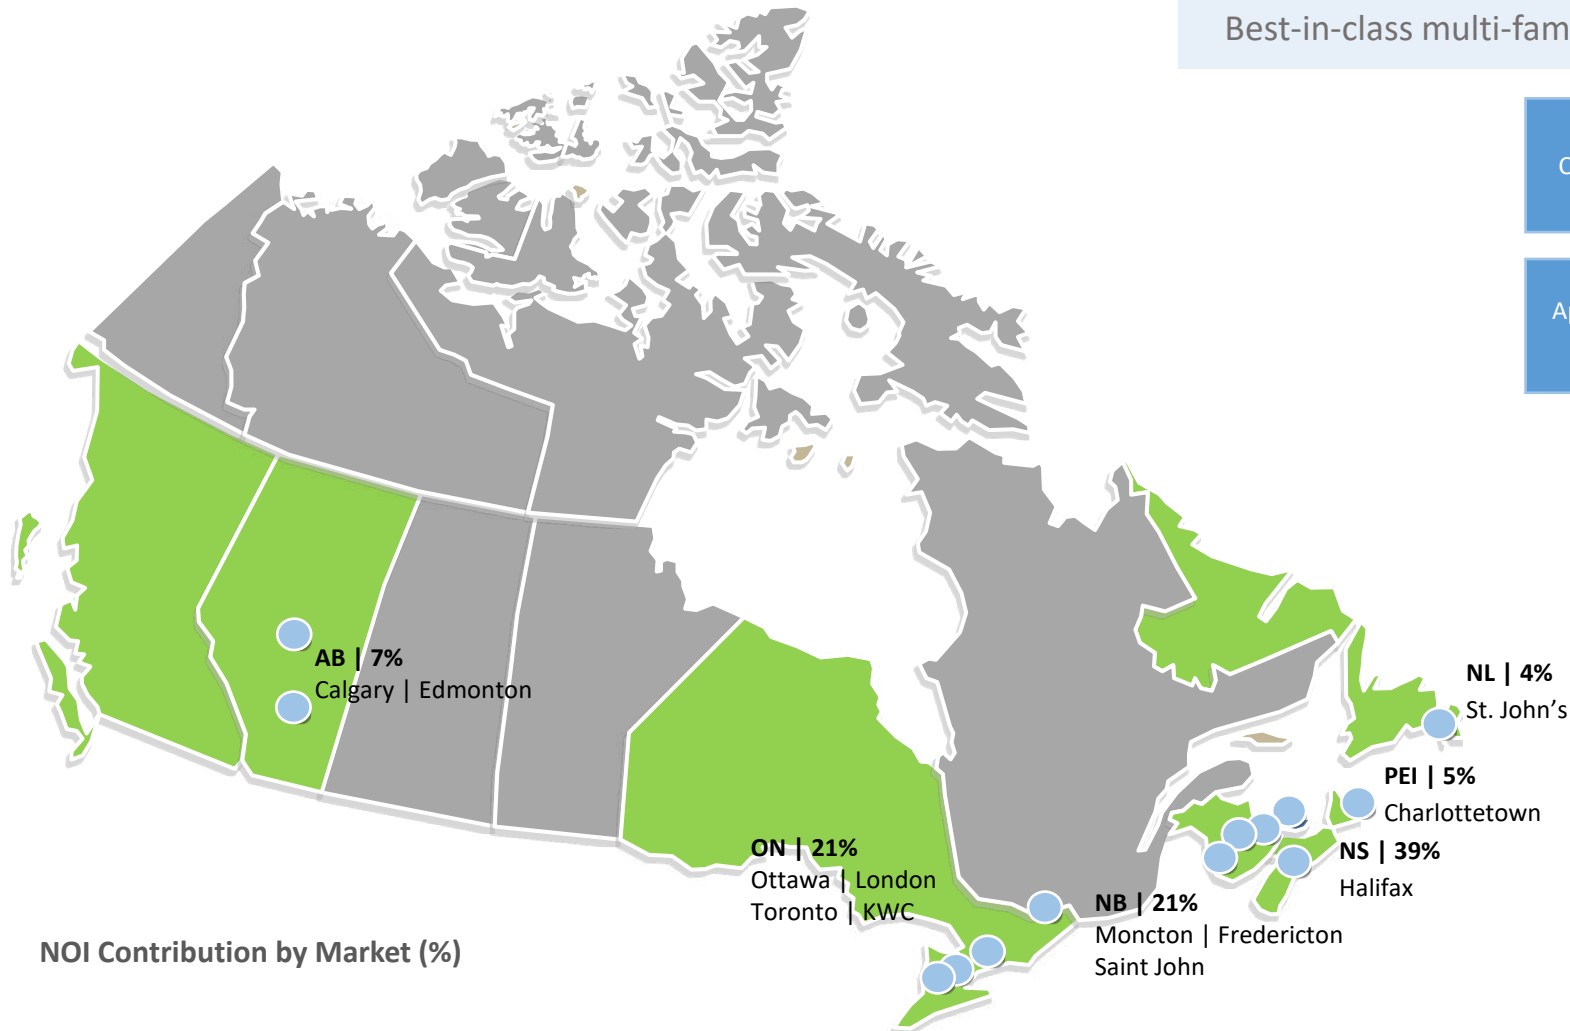 Best-in-class multi-fam
AB | 7%
Calgary | Edmonton
NL | 4%
St. John’s
PEI | 5%
Charlottetown
NS | 39%
Halifax
ON | 21%
Ottawa | London
Toronto | KWC
NB | 21%
Moncton | Fredericton
Saint John
NOI Contribution by Market (%)